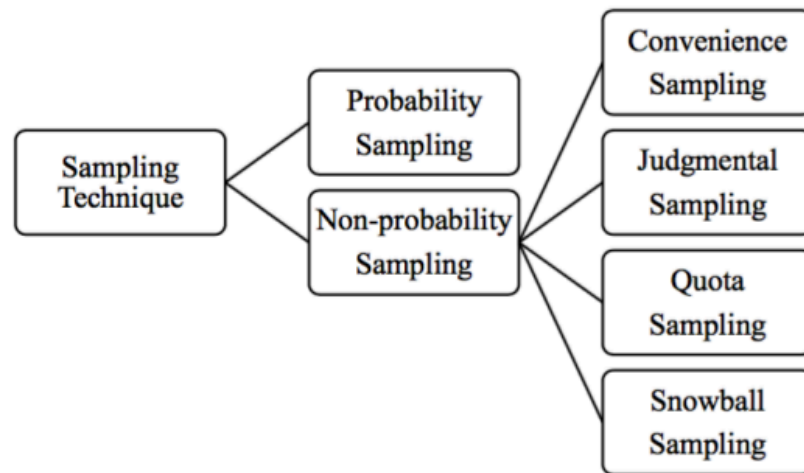 Sampling
Technique
Probability
Sampling
Non-probability
Sampling
Convenience
Sampling
Judgmental
Sampling
Quota
Sampling
Snowball
Sampling